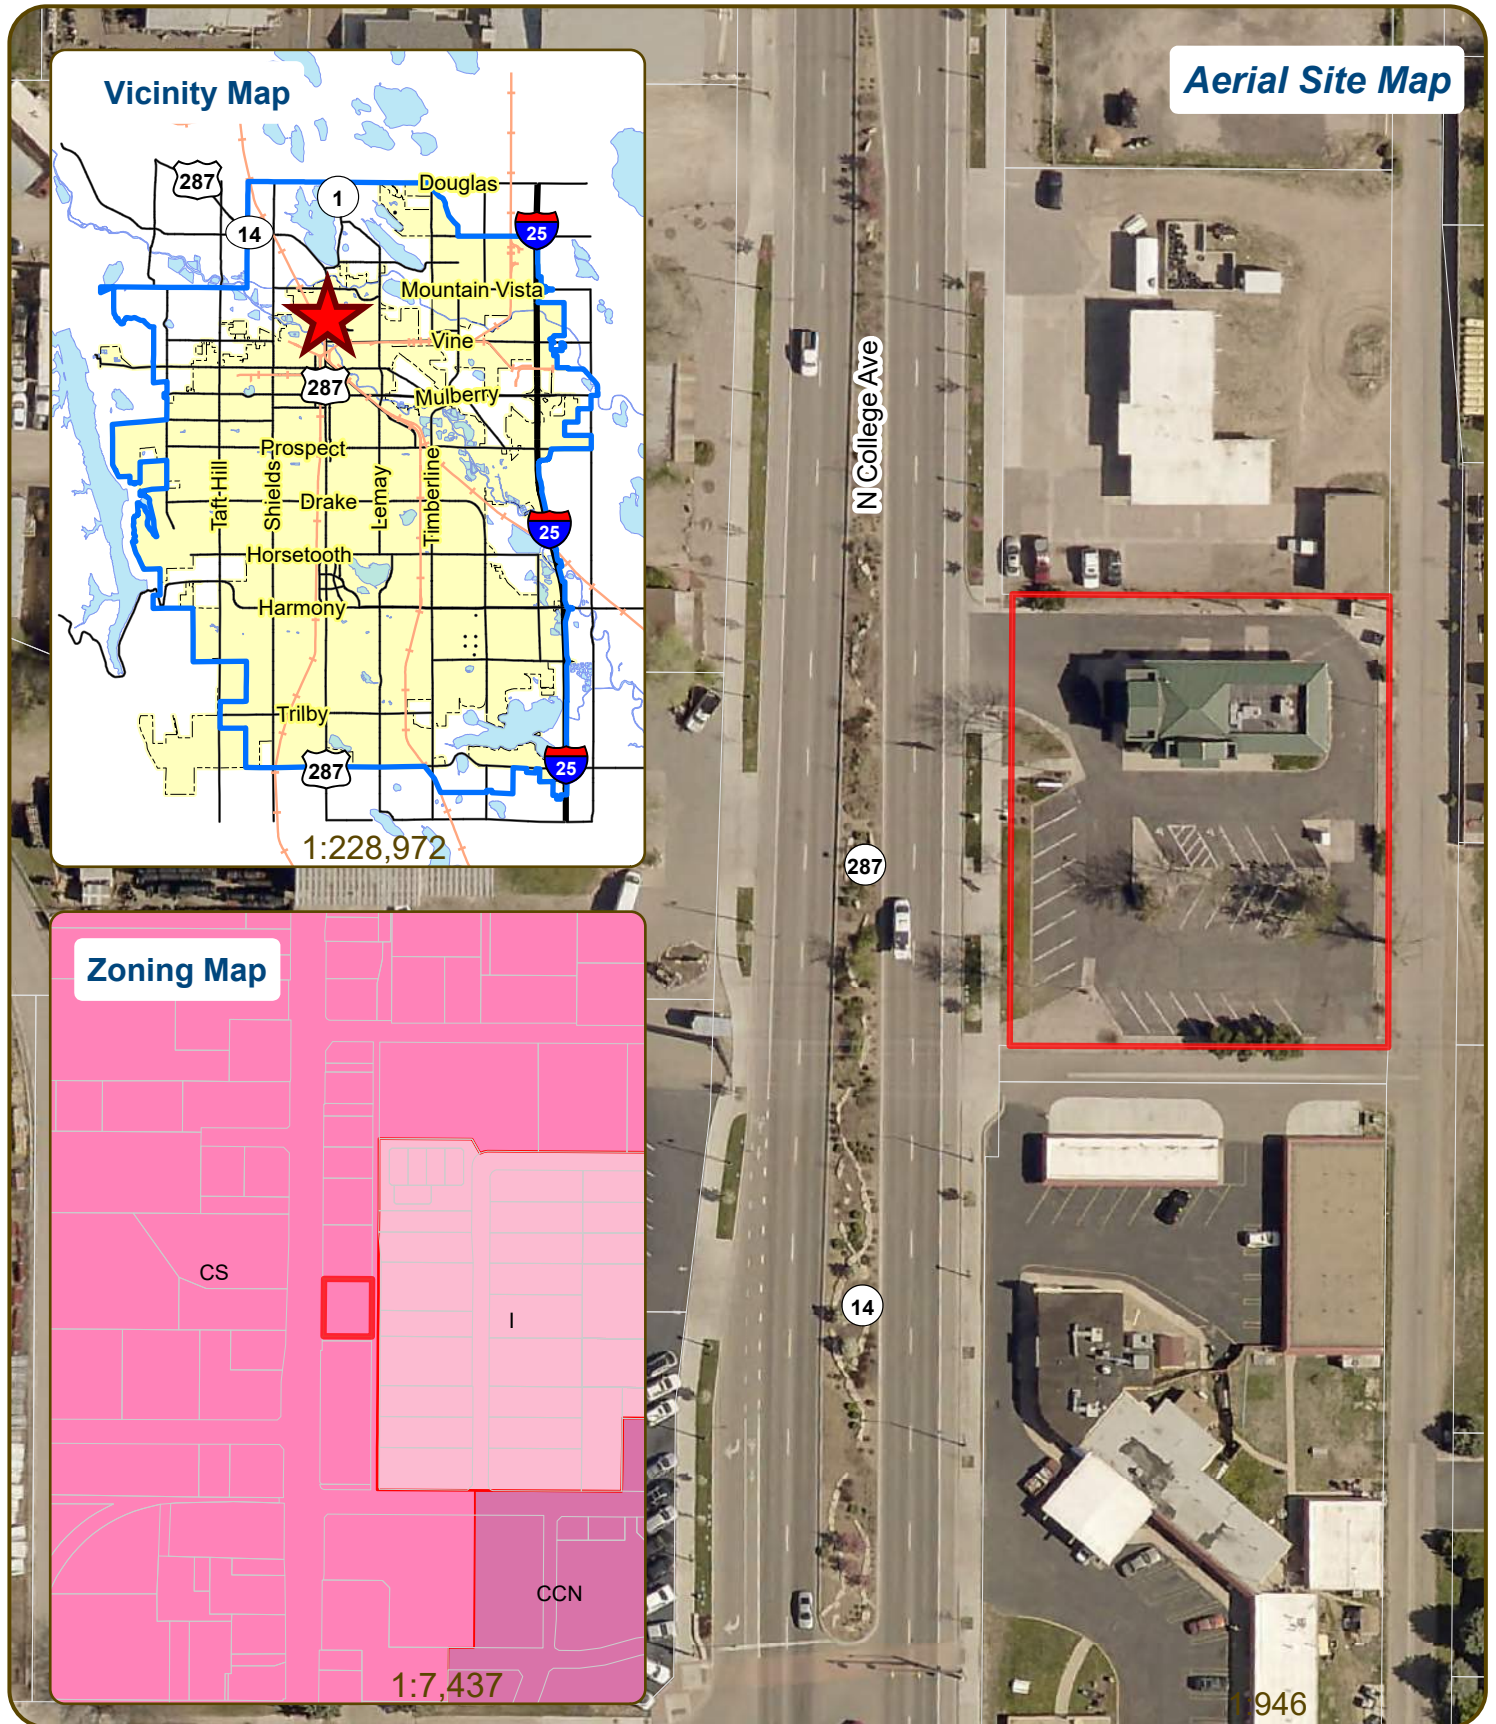 Vicinity Map
287
1
14
Douglas
25
Mountain-Vista
Vine
287
Mulberry
Prospect
Taft-Hill
Shields
Drake
Lemay
Timberline
25
Horsetooth
Harmony
Trilby
287
25
1:228,972
Zoning Map
CS
I
CCN
1:7,437
Aerial Site Map
N College Ave
287
14
1:946